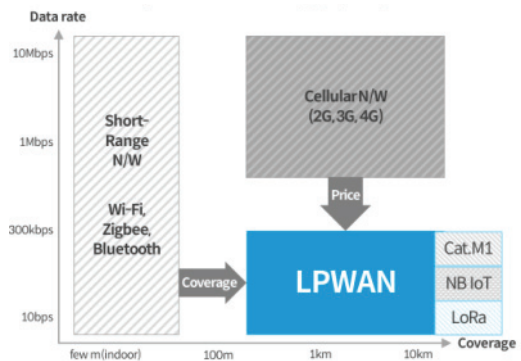 Data rate
10Mbps
1Mbps
300kbps
10bps
Short-
Range
N/W
Wi-Fi,
Zigbee,
Bluetooth
Cellular N/W
(2G, 3G, 4G)
Price
Coverage
LPWAN
Cat.M1
NB IoT
LoRa
few m(indoor)
100m
1km
10km
Coverage